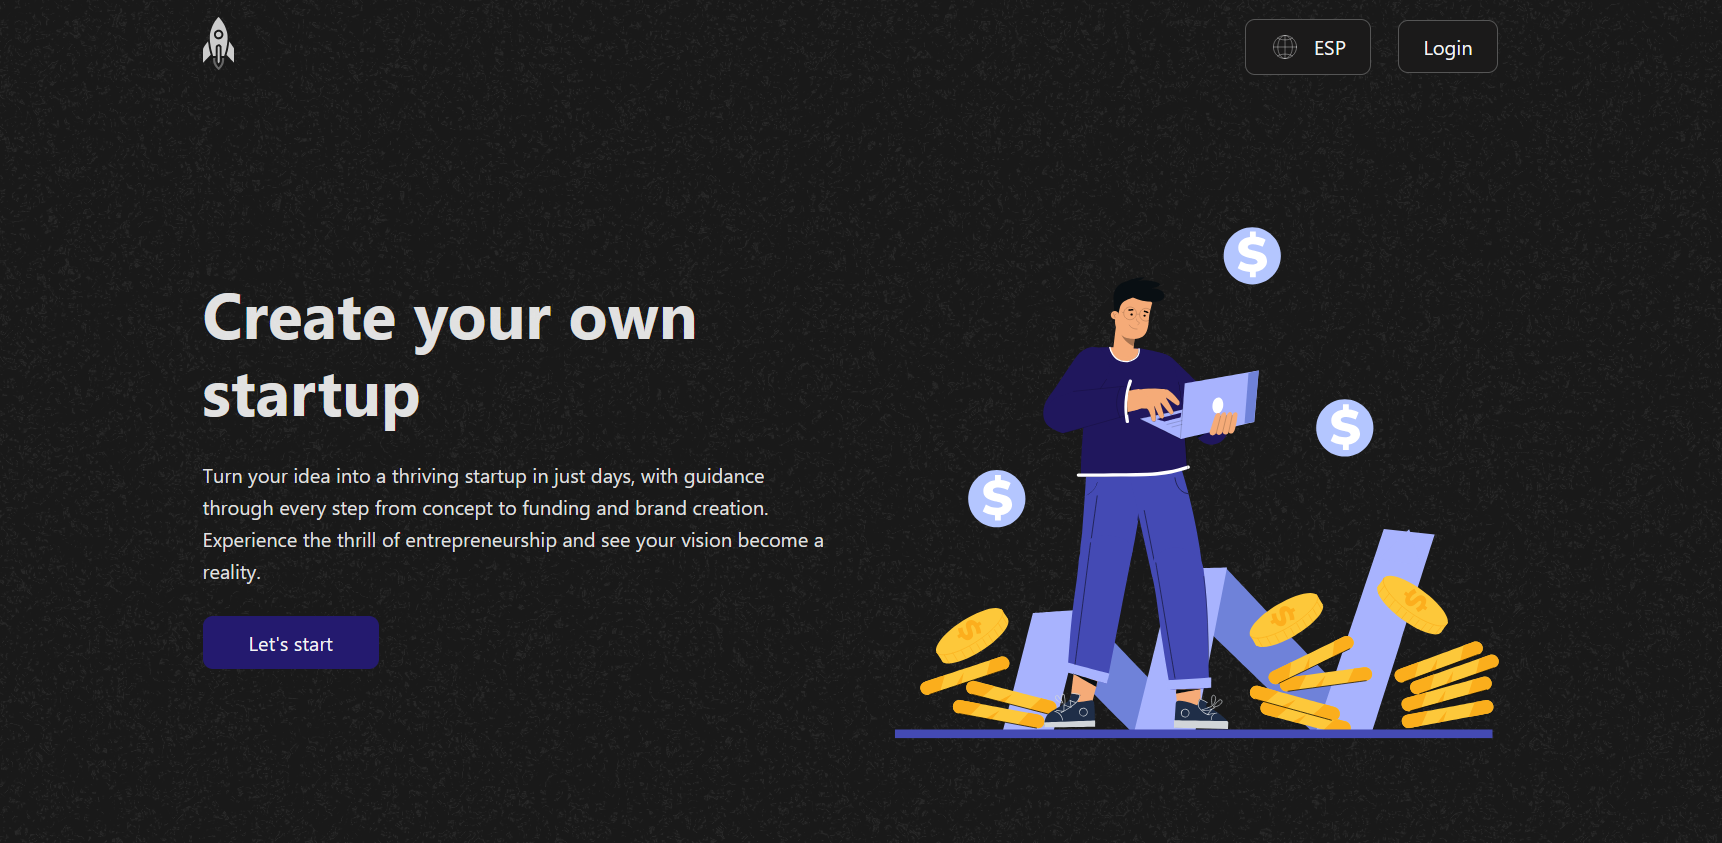 ESP
Login
Create your own
startup
Turn your idea into a thriving startup in just days, with guidance
through every step from concept to funding and brand creation.
Experience the thrill of entrepreneurship and see your vision become a
reality.
Let's start
$
$
$
$
$
$